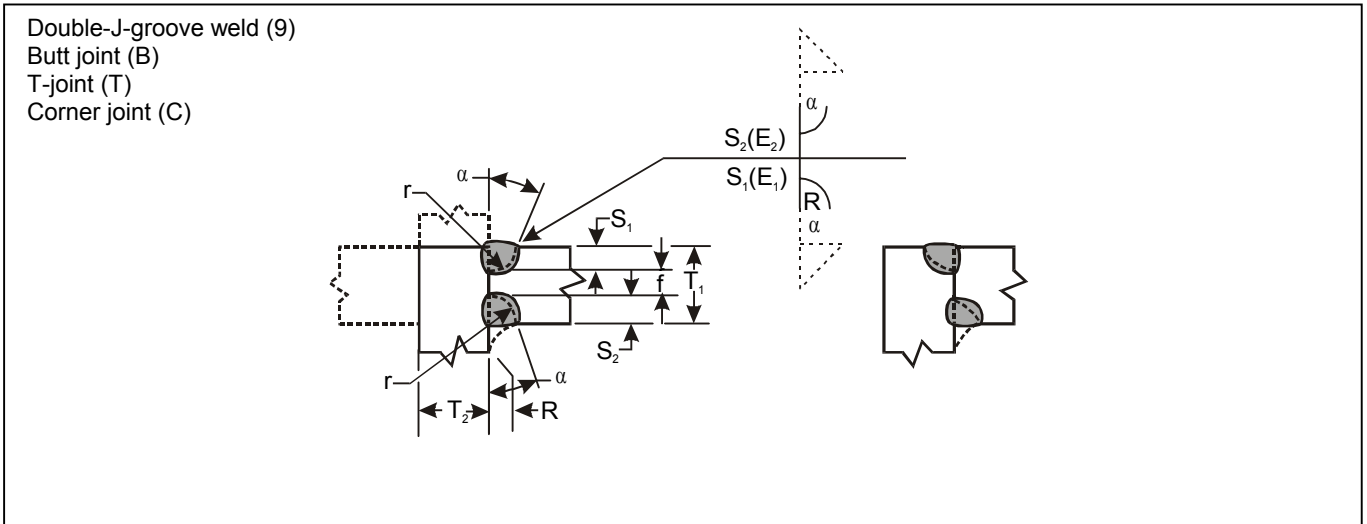 Double-J-groove weld (9)
Butt joint (B)
T-joint (T)
Corner joint (C)
α
S₂(E₂)
S₁(E₁)
R
α
α
r
S₁
f
T₁
S₂
r
α
T₂
R